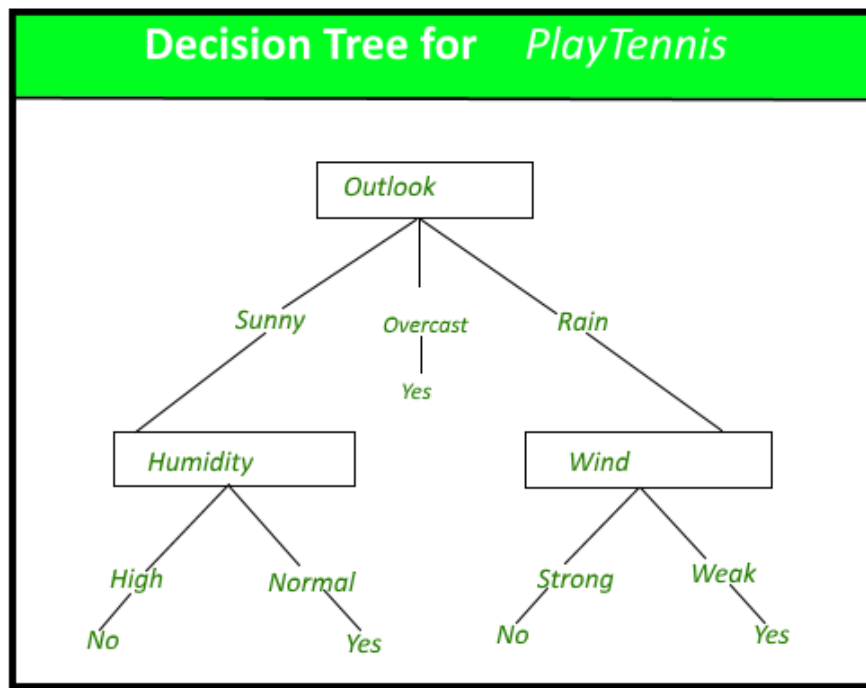 Decision Tree for PlayTennis
Outlook
Sunny
Overcast
Rain
Yes
Humidity
Wind
High
Normal
Strong
Weak
No
Yes
No
Yes